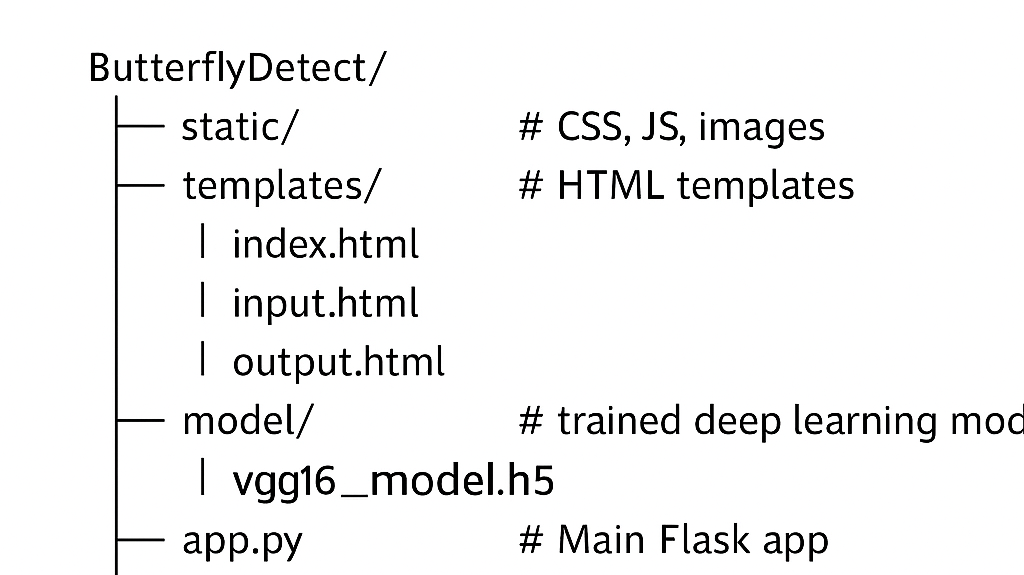 ButterflyDetect/
static/ # CSS, JS, images
templates/ # HTML templates
index.html
input.html
output.html
model/ # trained deep learning mod
vgg16_model.h5
app.py # Main Flask app